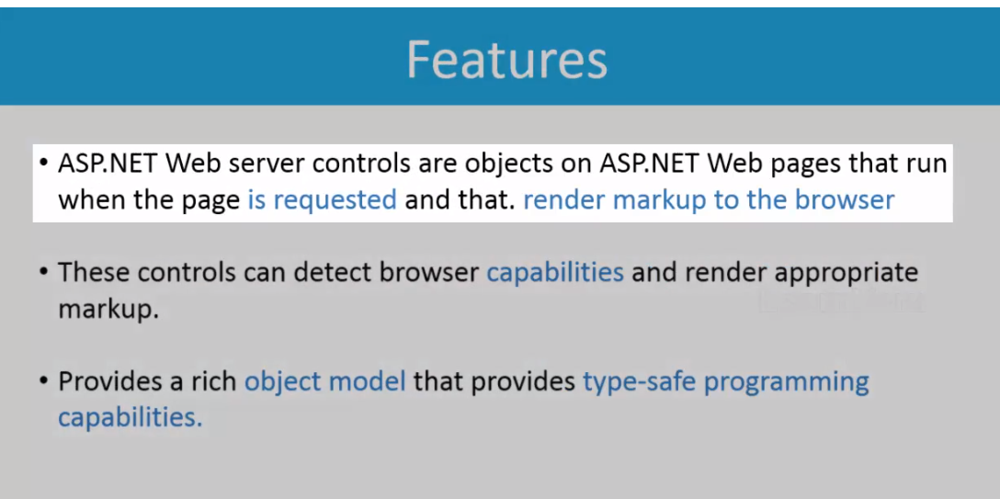 Features
• ASP.NET Web server controls are objects on ASP.NET Web pages that run
when the page is requested and that. render markup to the browser
• These controls can detect browser capabilities and render appropriate
markup.
• Provides a rich object model that provides type-safe programming
capabilities.